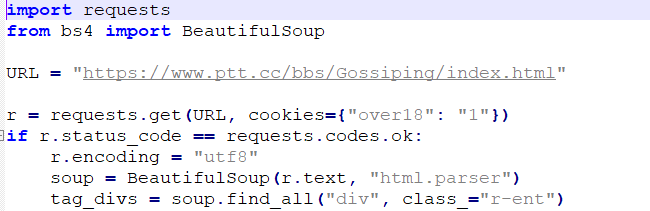 import requests
from bs4 import BeautifulSoup
URL = "https://www.ptt.cc/bbs/Gossiping/index.html"
r = requests.get(URL, cookies={"over18": "1"})
if r.status_code == requests.codes.ok:
    r.encoding = "utf8"
    soup = BeautifulSoup(r.text, "html.parser")
    tag_divs = soup.find_all("div", class_="r-ent")